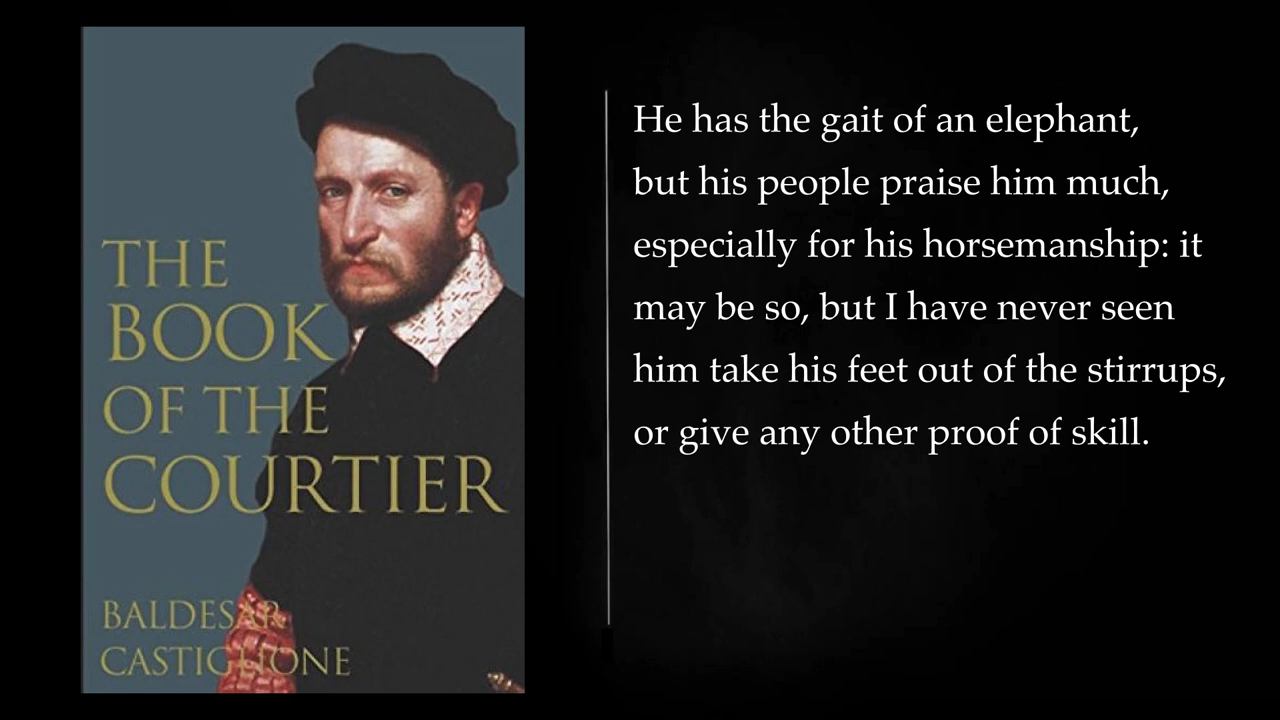 THE
BOOK
OF THE
COURTIER
BALDESAR
CASTIGLIONE
He has the gait of an elephant,
but his people praise him much,
especially for his horsemanship: it
may be so, but I have never seen
him take his feet out of the stirrups,
or give any other proof of skill.